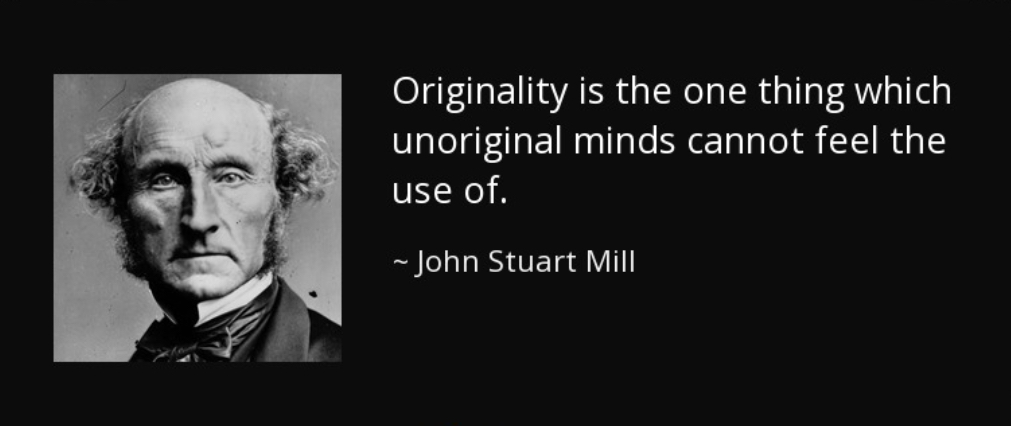 Originality is the one thing which
unoriginal minds cannot feel the
use of.
~ John Stuart Mill